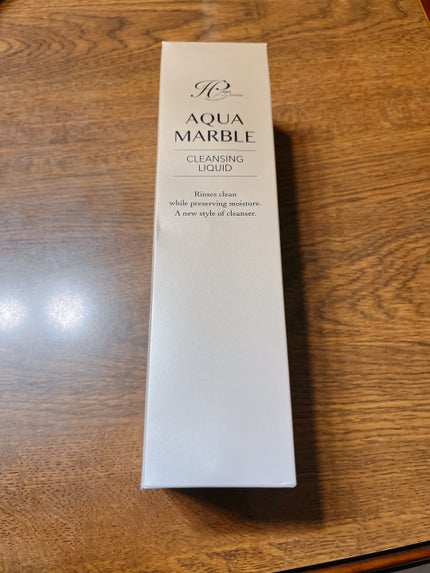 AQUA
MARBLE
CLEANSING
LIQUID
Rinses clean
while preserving moisture.
A new style of cleanser.